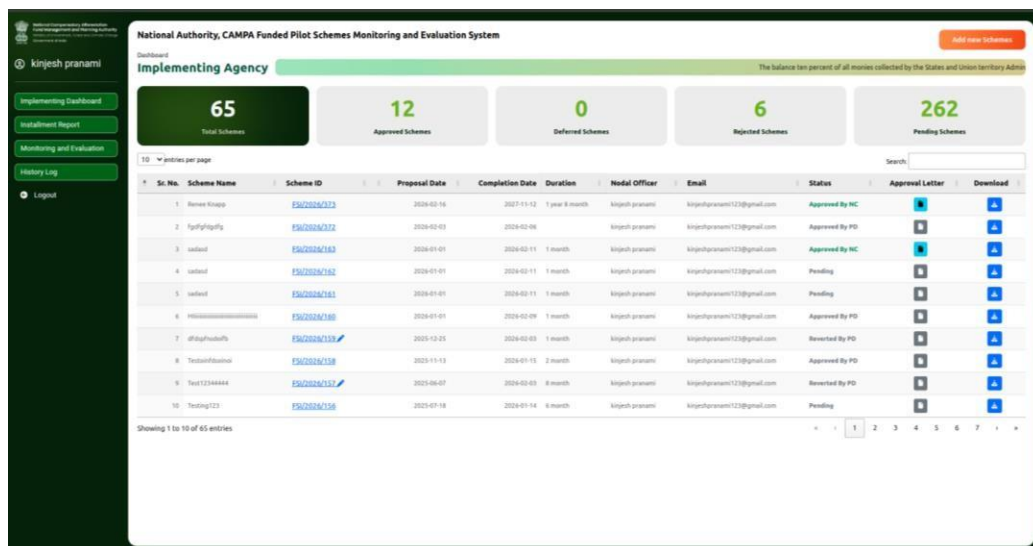 National Compensatory Afforestation
Fund Management and Planning Authority
National Authority, CAMPA Funded Pilot Schemes Monitoring and Evaluation System
Add new Schemes
kinjesh pranami
Dashboard
Implementing Agency
The balance ten percent of all monies collected by the States and Union territory Admin
Implementing Dashboard
Installment Report
Monitoring and Evaluation
History Log
Logout
65 12 0 6 262
Total Schemes Approved Schemes Deferred Schemes Rejected Schemes Pending Schemes
10 entries per page Search:
Sr. No. Scheme Name Scheme ID Proposal Date Completion Date Duration Nodal Officer Email Status Approval Letter Download
1 Renee Knapp FSI/2026/373 2026-02-16 2027-11-12 1 year 8 month kinjesh pranami kinjeshpranami123@gmail.com Approved By NC
2 FSI/2026/372 2026-02-03 2026-02-06 kinjesh pranami kinjeshpranami123@gmail.com Approved By PD
3 sadasd FSI/2026/163 2026-01-01 2026-02-11 1 month kinjesh pranami kinjeshpranami123@gmail.com Approved By NC
4 sadasd FSI/2026/162 2026-01-01 2026-02-11 1 month kinjesh pranami kinjeshpranami123@gmail.com Pending
5 sadasd FSI/2026/161 2026-01-01 2026-02-11 1 month kinjesh pranami kinjeshpranami123@gmail.com Pending
6 FSI/2026/160 2026-01-01 2026-02-09 1 month kinjesh pranami kinjeshpranami123@gmail.com Approved By PD
7 FSI/2026/159 2025-12-25 2026-02-03 1 month kinjesh pranami kinjeshpranami123@gmail.com Reverted By PD
8 FSI/2026/158 2025-11-13 2026-01-15 2 month kinjesh pranami kinjeshpranami123@gmail.com Approved By PD
9 Test12344444 FSI/2026/157 2025-06-07 2026-02-03 8 month kinjesh pranami kinjeshpranami123@gmail.com Reverted By PD
10 Testing123 FSI/2026/156 2025-07-18 2026-01-14 6 month kinjesh pranami kinjeshpranami123@gmail.com Pending
Showing 1 to 10 of 65 entries « ‹ 1 2 3 4 5 6 7 › »